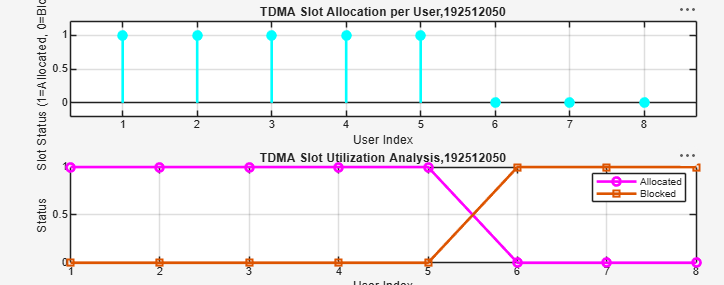 TDMA Slot Allocation per User,192512050
Slot Status (1=Allocated, 0=Blo
1
0.5
0
1 2 3 4 5 6 7 8
User Index
TDMA Slot Utilization Analysis,192512050
Status
1
0.5
0
Allocated
Blocked
1 2 3 4 5 6 7 8
User Index